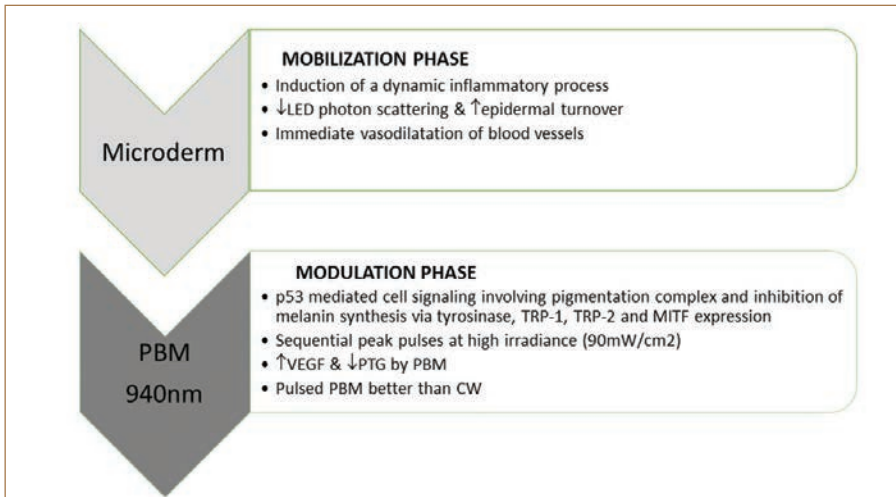 Microderm
MOBILIZATION PHASE
• Induction of a dynamic inflammatory process
• ↓LED photon scattering & ↑epidermal turnover
• Immediate vasodilatation of blood vessels
PBM
940nm
MODULATION PHASE
• p53 mediated cell signaling involving pigmentation complex and inhibition of
melanin synthesis via tyrosinase, TRP-1, TRP-2 and MITF expression
• Sequential peak pulses at high irradiance (90mW/cm2)
• ↑VEGF & ↓PTG by PBM
• Pulsed PBM better than CW